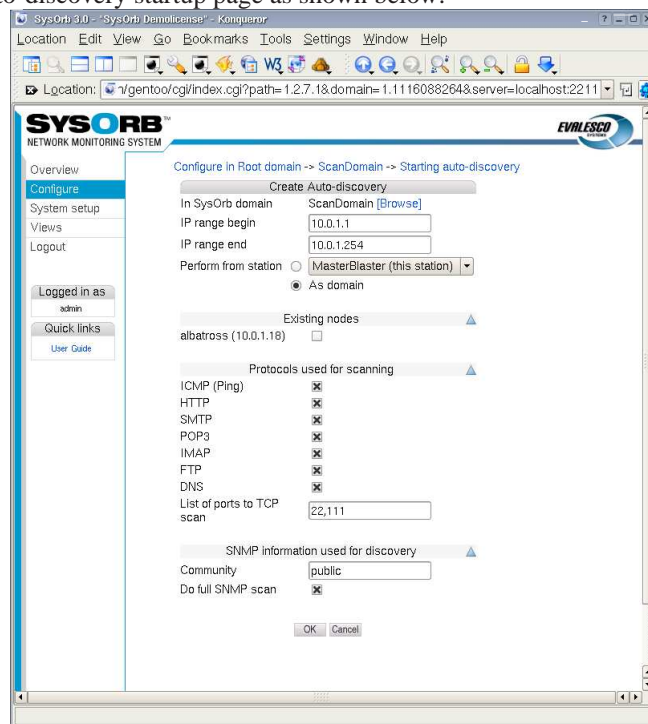 to-discovery startup page as shown below:
SysOrb 3.0 - "SysOrb Demolicense" - Konqueror
Location Edit View Go Bookmarks Tools Settings Window Help
Location: n/gentoo/cgi/index.cgi?path=1.2.7.1&domain=1.1116088264&server=localhost:2211
SYSORB™
NETWORK MONITORING SYSTEM
EVALESCO
SYSTEMS
Overview
Configure
System setup
Views
Logout
Logged in as
admin
Quick links
User Guide
Configure in Root domain -> ScanDomain -> Starting auto-discovery
Create Auto-discovery
In SysOrb domain ScanDomain [Browse]
IP range begin 10.0.1.1
IP range end 10.0.1.254
Perform from station MasterBlaster (this station)
As domain
Existing nodes
albatross (10.0.1.18)
Protocols used for scanning
ICMP (Ping)
HTTP
SMTP
POP3
IMAP
FTP
DNS
List of ports to TCP scan 22,111
SNMP information used for discovery
Community public
Do full SNMP scan
OK Cancel